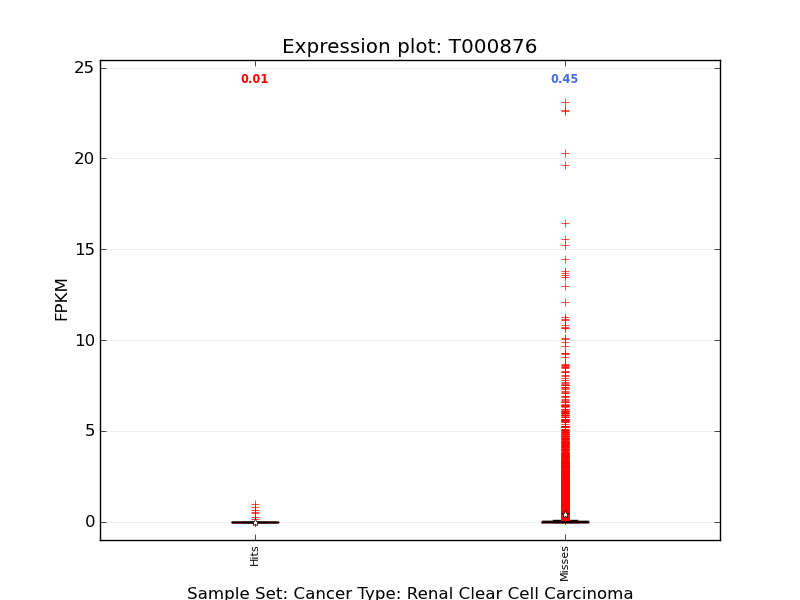 Expression plot: T000876
25
0.01
0.45
20
15
FPKM
10
5
0
Hits
Misses
Sample Set: Cancer Type: Renal Clear Cell Carcinoma